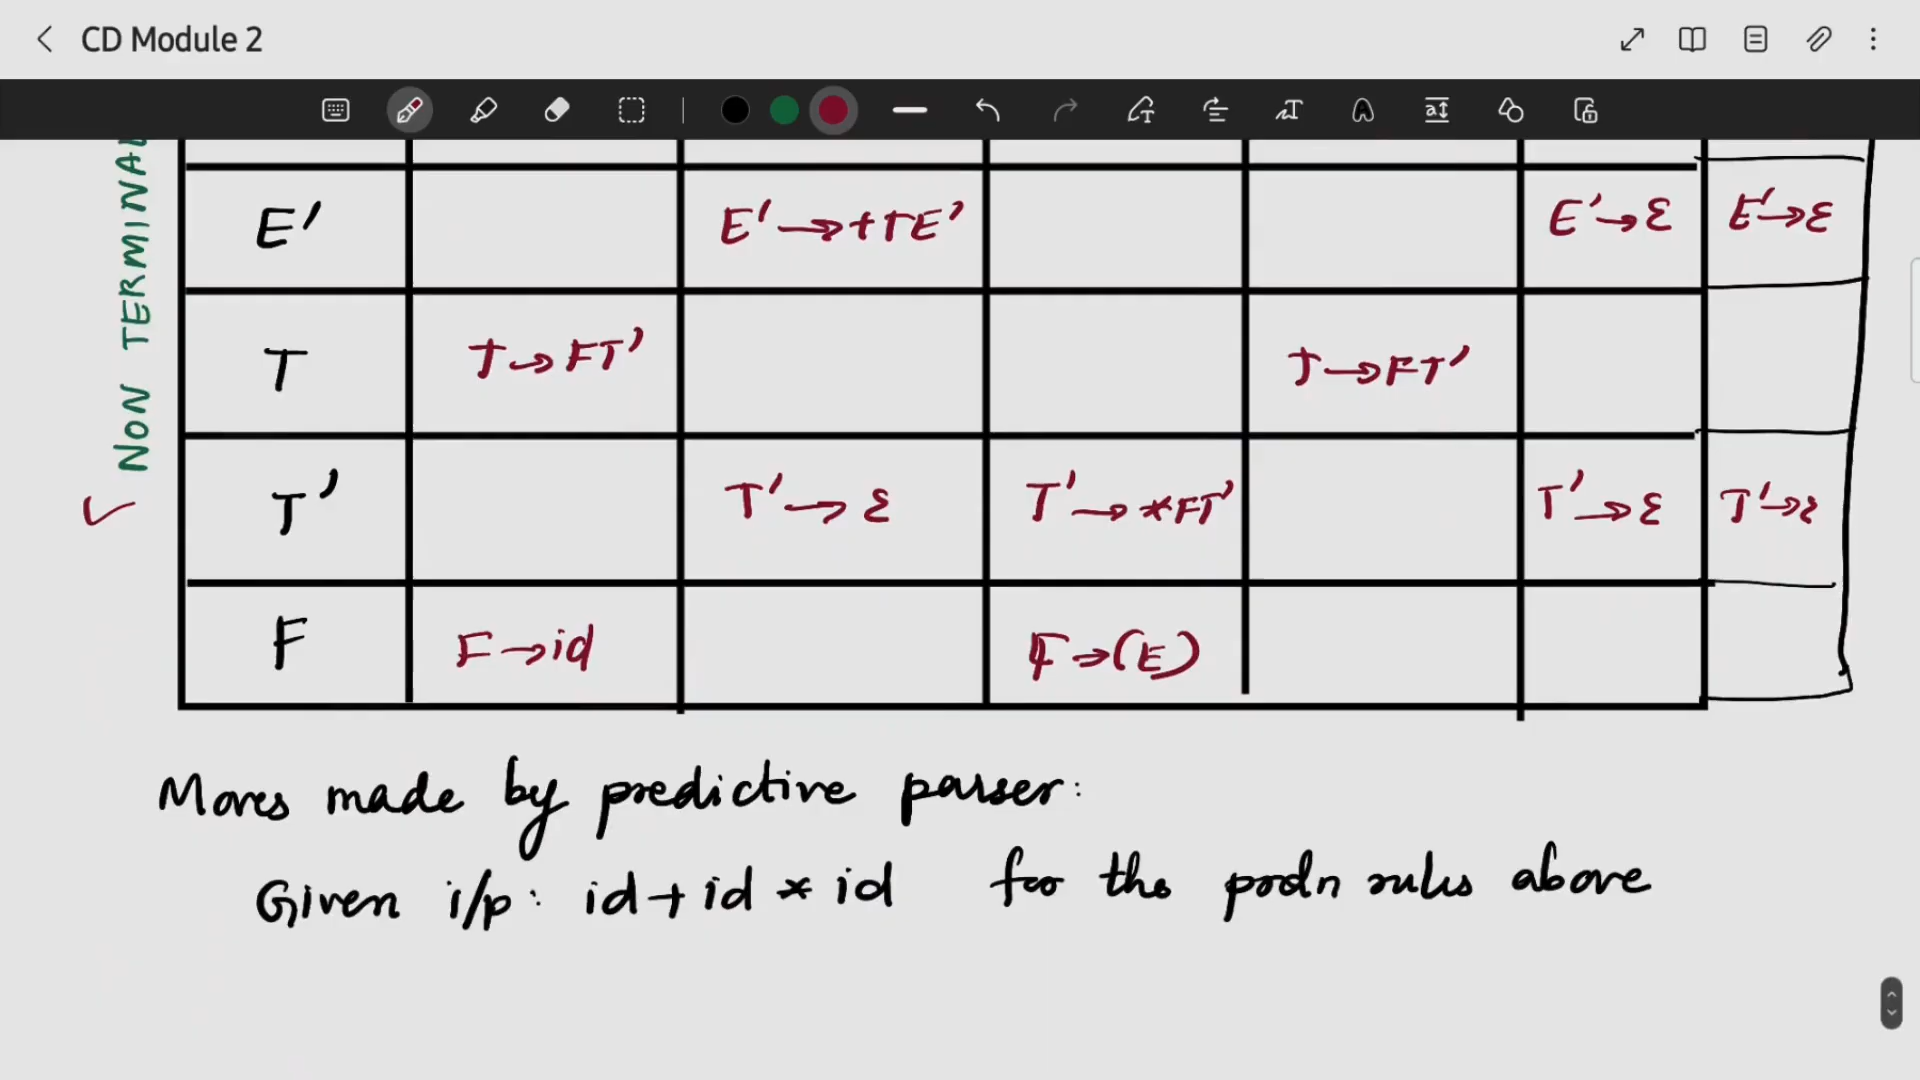 CD Module 2
NON TERMINAL
E' E'→+TE' E'→ε E'→ε
T T→FT' T→FT'
T' T'→ε T'→*FT' T'→ε T'→ε
F F→id F→(E)
Moves made by predictive parser:
Given i/p: id+id * id for the prodn rules above